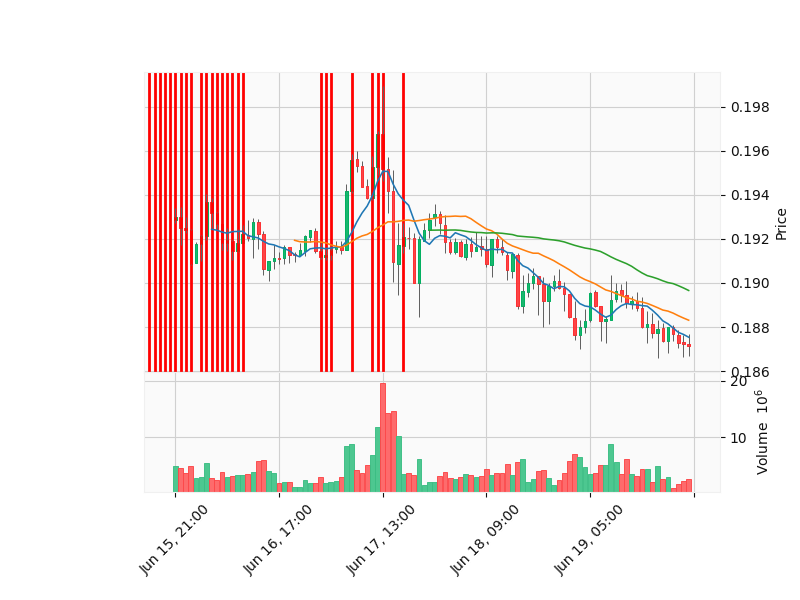 0.198
0.196
0.194
0.192
0.190
0.188
0.186
Price
20
10
Volume 10^6
Jun 15, 21:00
Jun 16, 17:00
Jun 17, 13:00
Jun 18, 09:00
Jun 19, 05:00